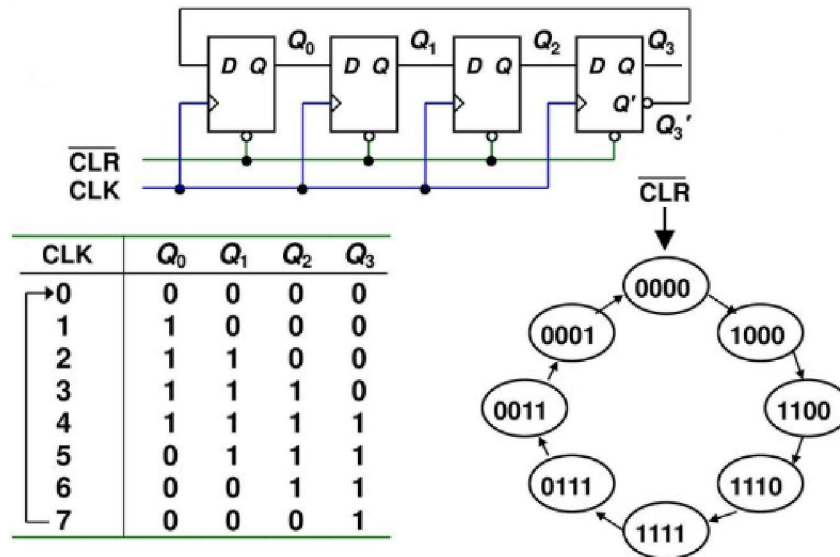 Q₀ Q₁ Q₂ Q₃
D Q D Q D Q D Q
Q'
Q₃'
CLR
CLK
CLR
CLK Q₀ Q₁ Q₂ Q₃
0 0 0 0 0
1 1 0 0 0
2 1 1 0 0
3 1 1 1 0
4 1 1 1 1
5 0 1 1 1
6 0 0 1 1
7 0 0 0 1
0000
1000
1100
1110
1111
0111
0011
0001